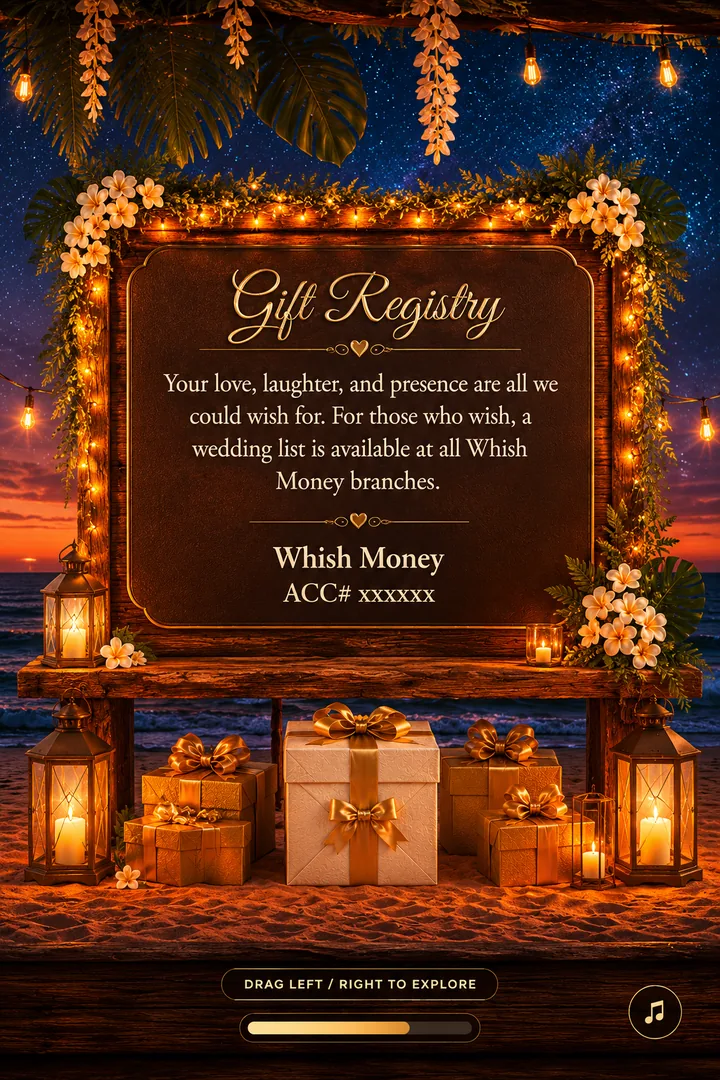 Gift Registry
Your love, laughter, and presence are all we
could wish for. For those who wish, a
wedding list is available at all Whish
Money branches.
Whish Money
ACC# xxxxxx
DRAG LEFT / RIGHT TO EXPLORE